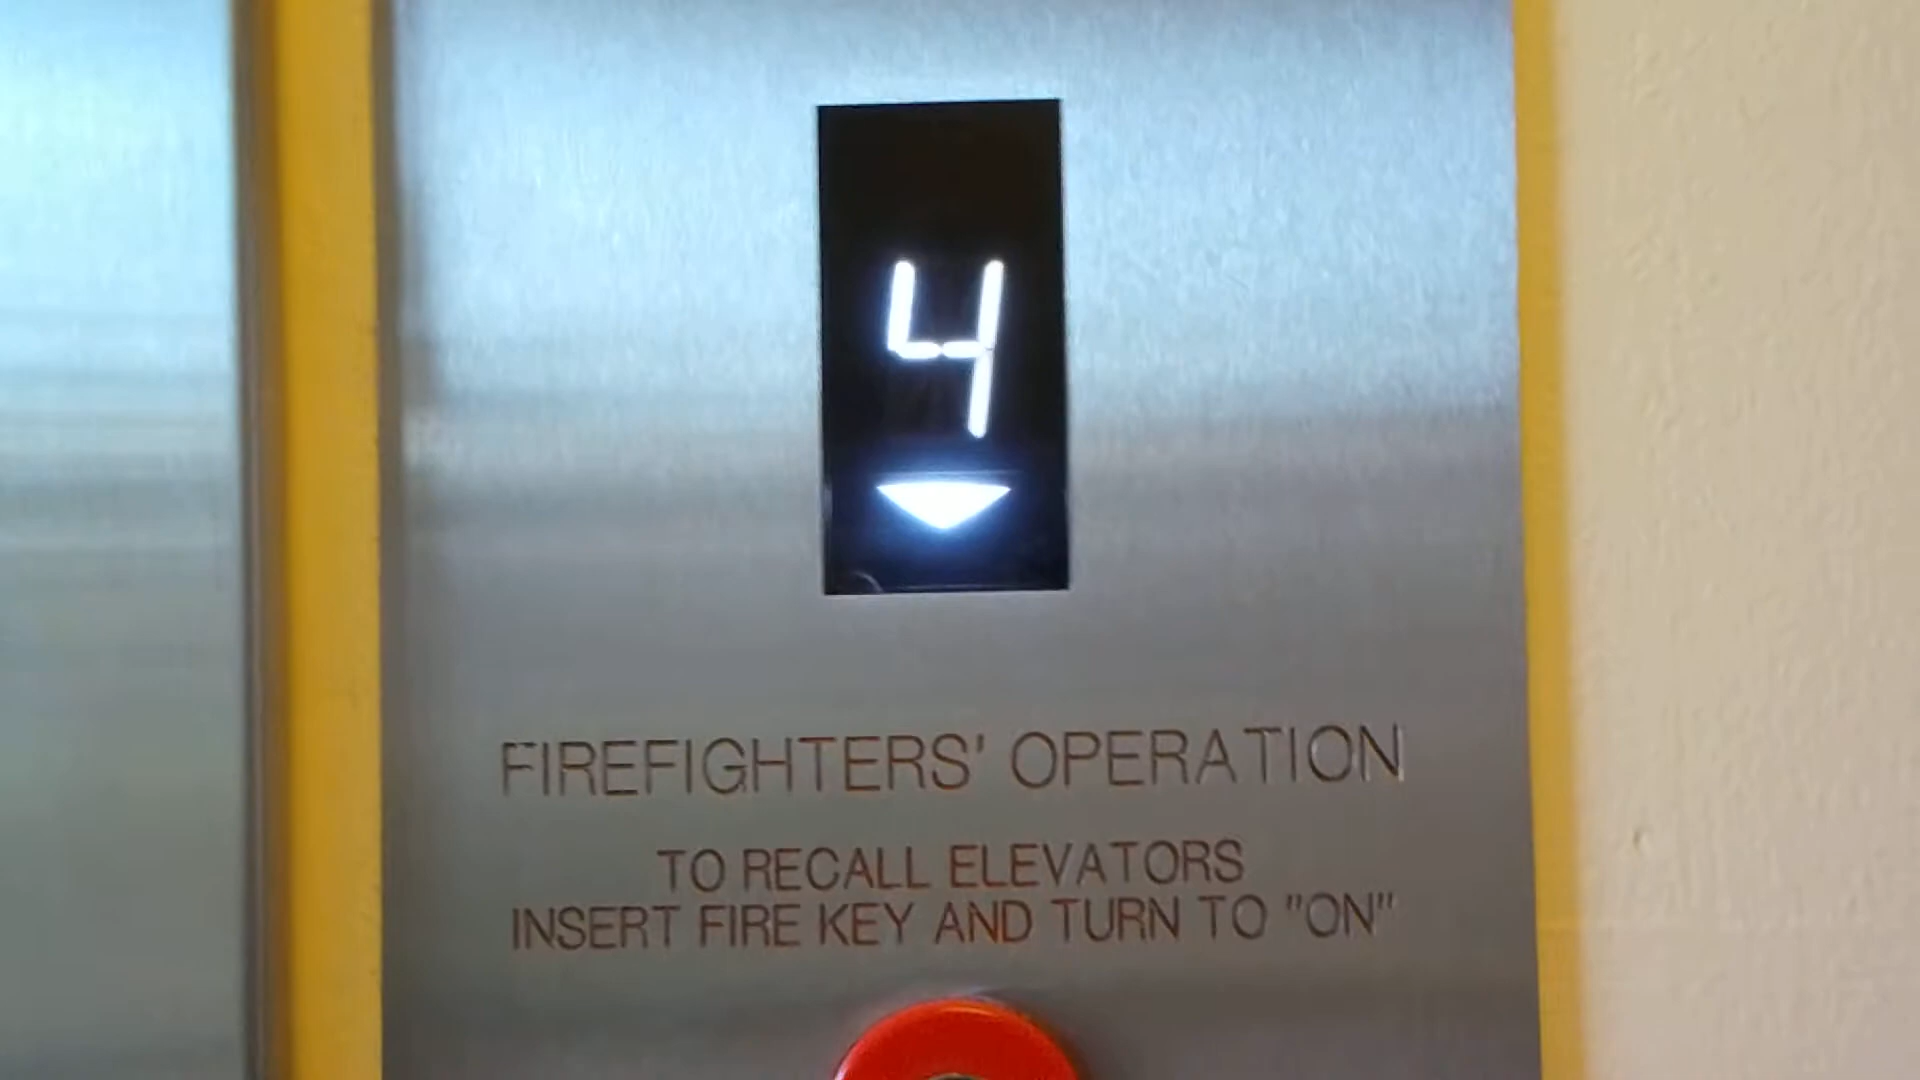 4
FIREFIGHTERS' OPERATION
TO RECALL ELEVATORS
INSERT FIRE KEY AND TURN TO "ON"